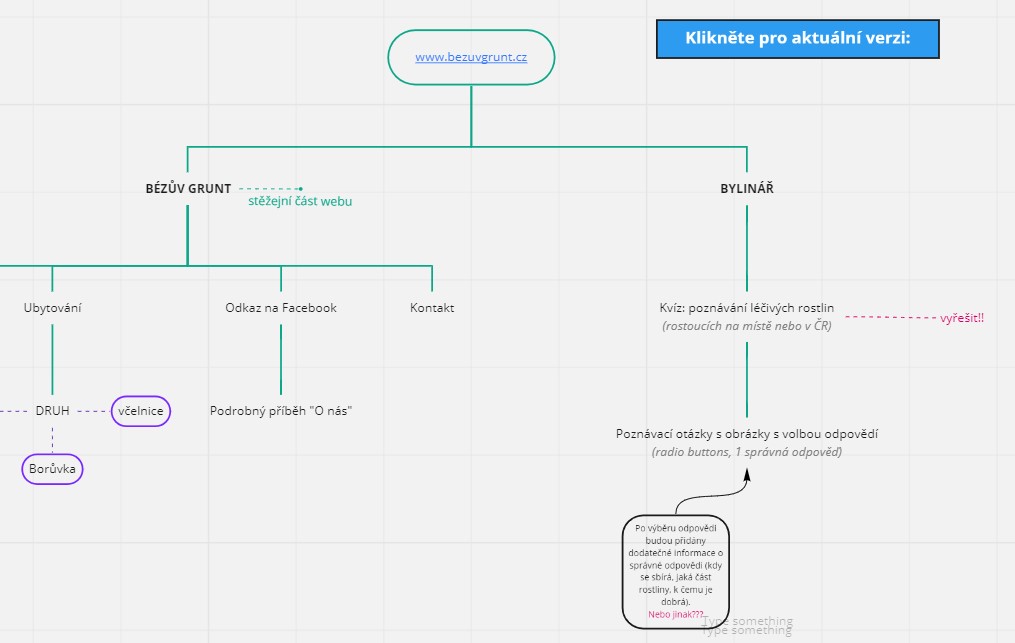 Klikněte pro aktuální verzi:
www.bezuvgrunt.cz
BÉZŮV GRUNT
stěžejní část webu
BYLINÁŘ
Ubytování
Odkaz na Facebook
Kontakt
Kvíz: poznávání léčivých rostlin
(rostoucích na místě nebo v ČR)
vyřešit!!
DRUH
včelnice
Podrobný příběh "O nás"
Borůvka
Poznávací otázky s obrázky s volbou odpovědí
(radio buttons, 1 správná odpověď)
Po výběru odpovědi
budou přidány
dodatečné informace o
správné odpovědi (kdy
se sbírá, jaká část
rostliny, k čemu je
dobrá).
Nebo jinak???
Type something
Type something